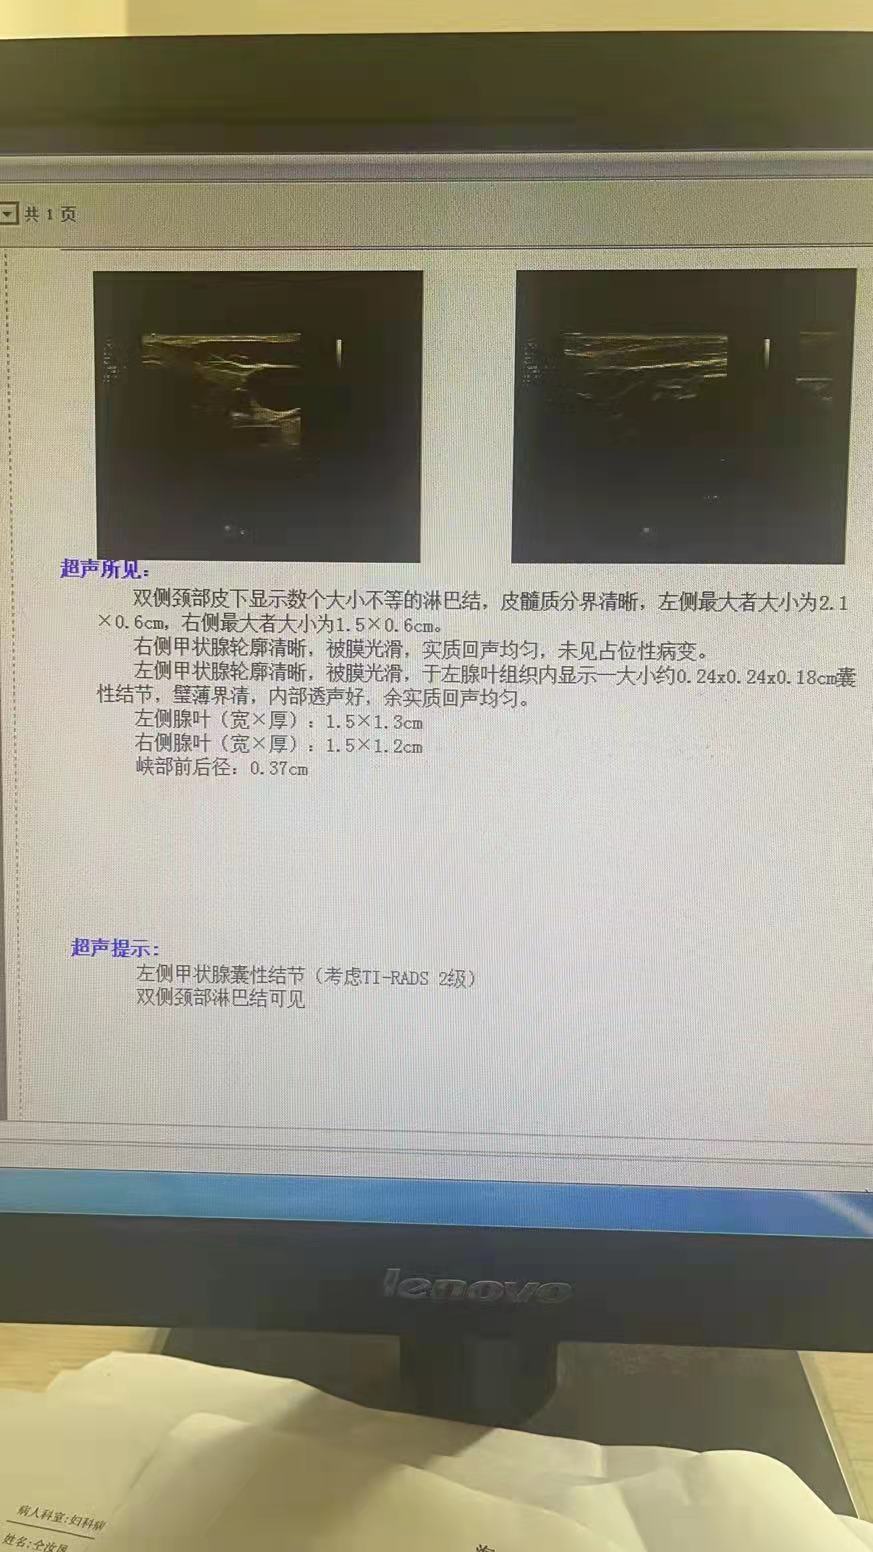 共 1 页
超声所见:
双侧颈部皮下显示数个大小不等的淋巴结，皮髓质分界清晰，左侧最大者大小为2.1
×0.6cm，右侧最大者大小为1.5×0.6cm。
右侧甲状腺轮廓清晰，被膜光滑，实质回声均匀，未见占位性病变。
左侧甲状腺轮廓清晰，被膜光滑，于左腺叶组织内显示一大小约0.24x0.24x0.18cm囊
性结节，璧薄界清，内部透声好，余实质回声均匀。
左侧腺叶（宽×厚）：1.5×1.3cm
右侧腺叶（宽×厚）：1.5×1.2cm
峡部前后径：0.37cm
超声提示:
左侧甲状腺囊性结节（考虑TI-RADS 2级）
双侧颈部淋巴结可见
lenovo
病人科室:妇科病
姓名:仝汝